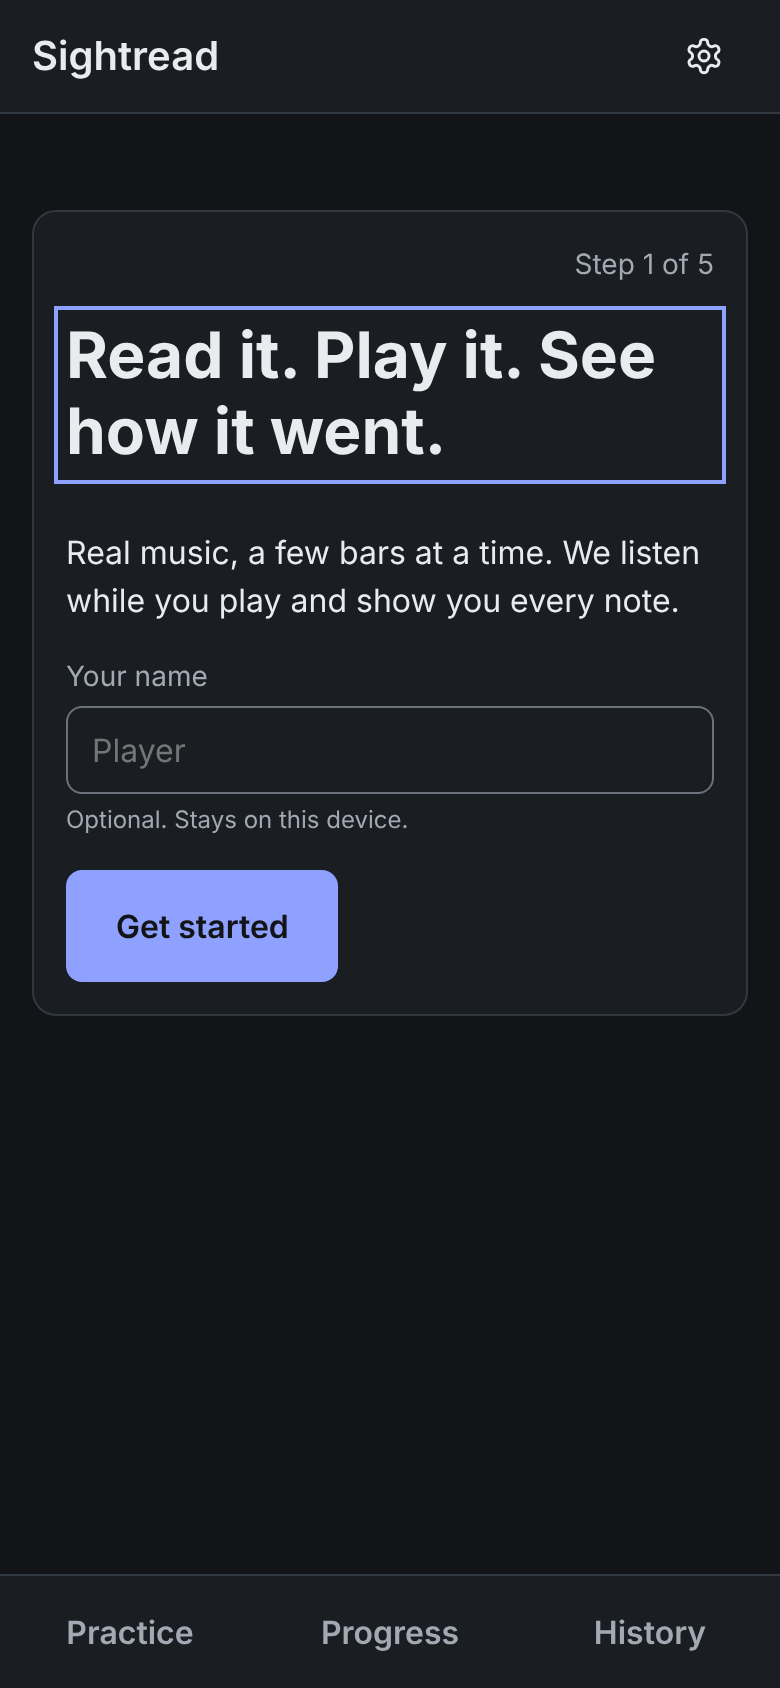 Sightread
Step 1 of 5
Read it. Play it. See
how it went.
Real music, a few bars at a time. We listen
while you play and show you every note.
Your name
Player
Optional. Stays on this device.
Get started
Practice
Progress
History